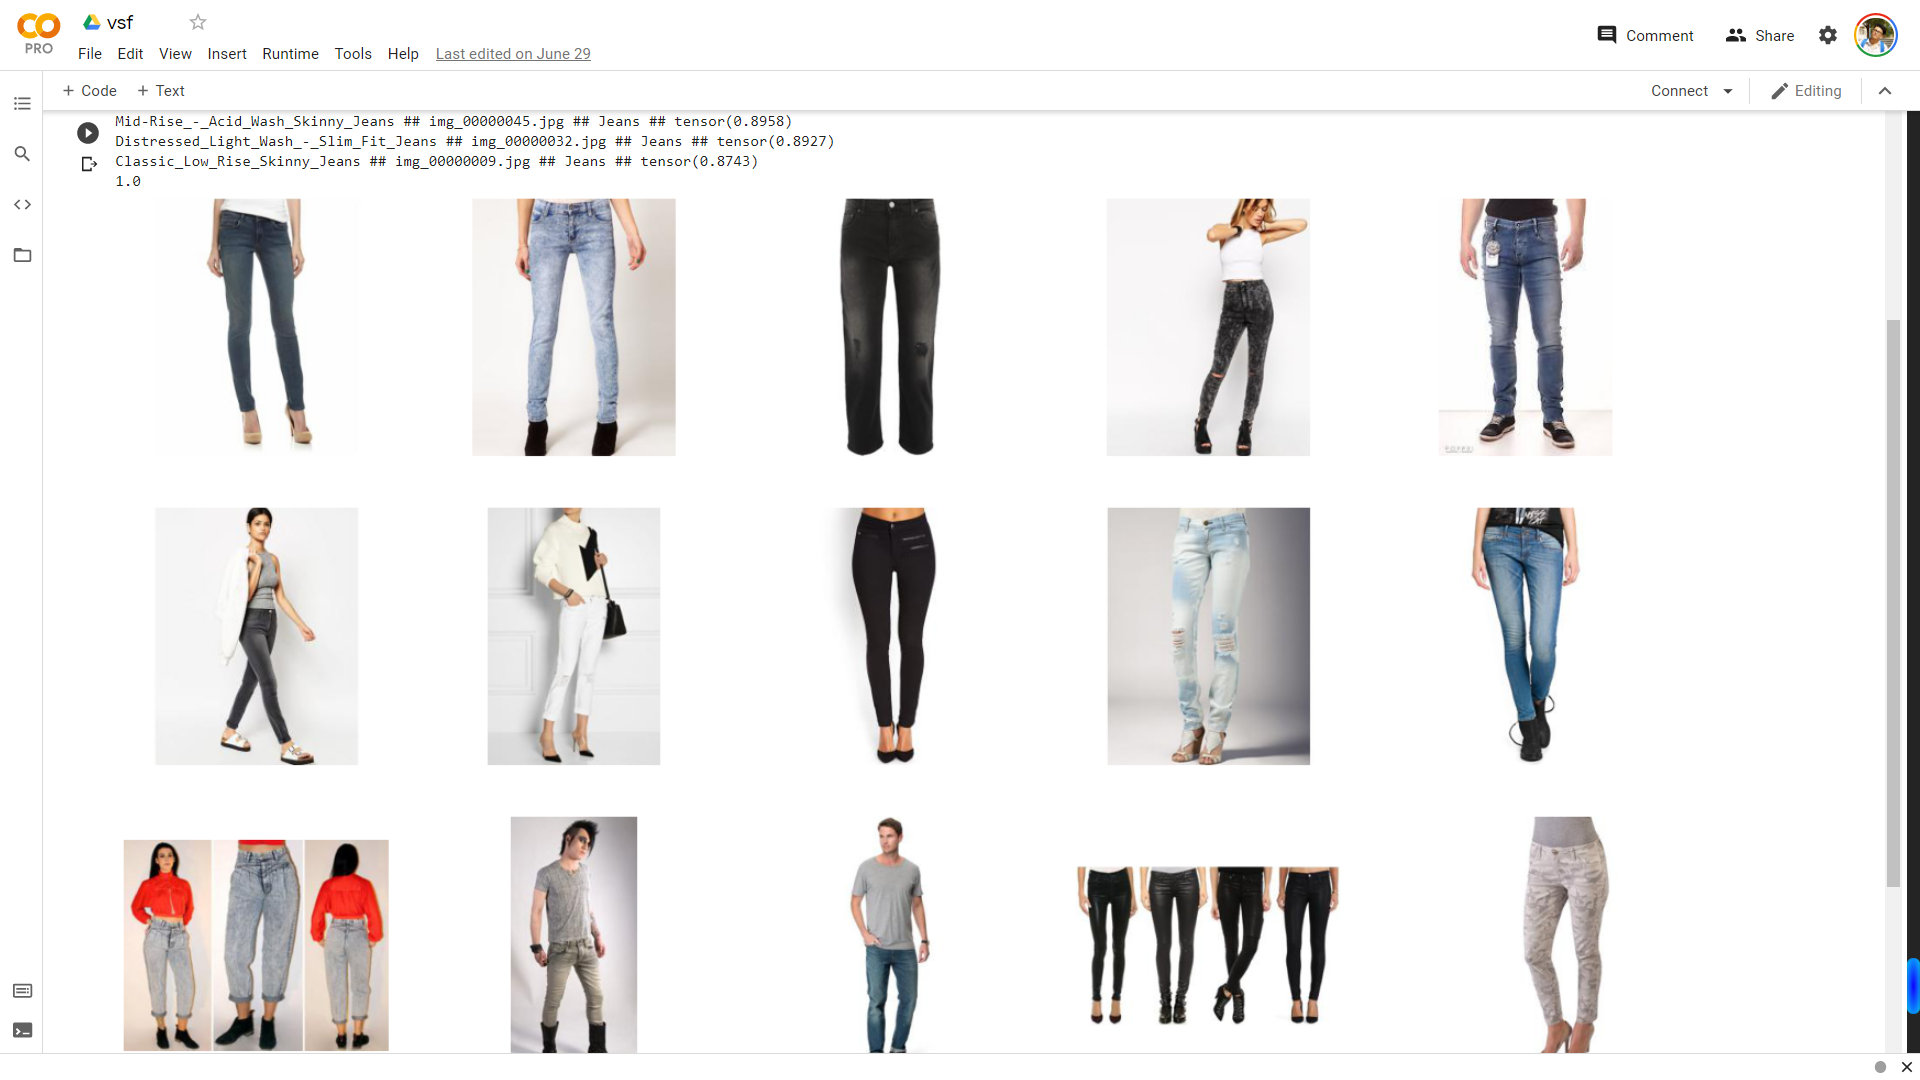 vsf
PRO
File Edit View Insert Runtime Tools Help Last edited on June 29
Comment Share
+ Code + Text
Connect Editing
Mid-Rise_-_Acid_Wash_Skinny_Jeans ## img_00000045.jpg ## Jeans ## tensor(0.8958)
Distressed_Light_Wash_-_Slim_Fit_Jeans ## img_00000032.jpg ## Jeans ## tensor(0.8927)
Classic_Low_Rise_Skinny_Jeans ## img_00000009.jpg ## Jeans ## tensor(0.8743)
1.0